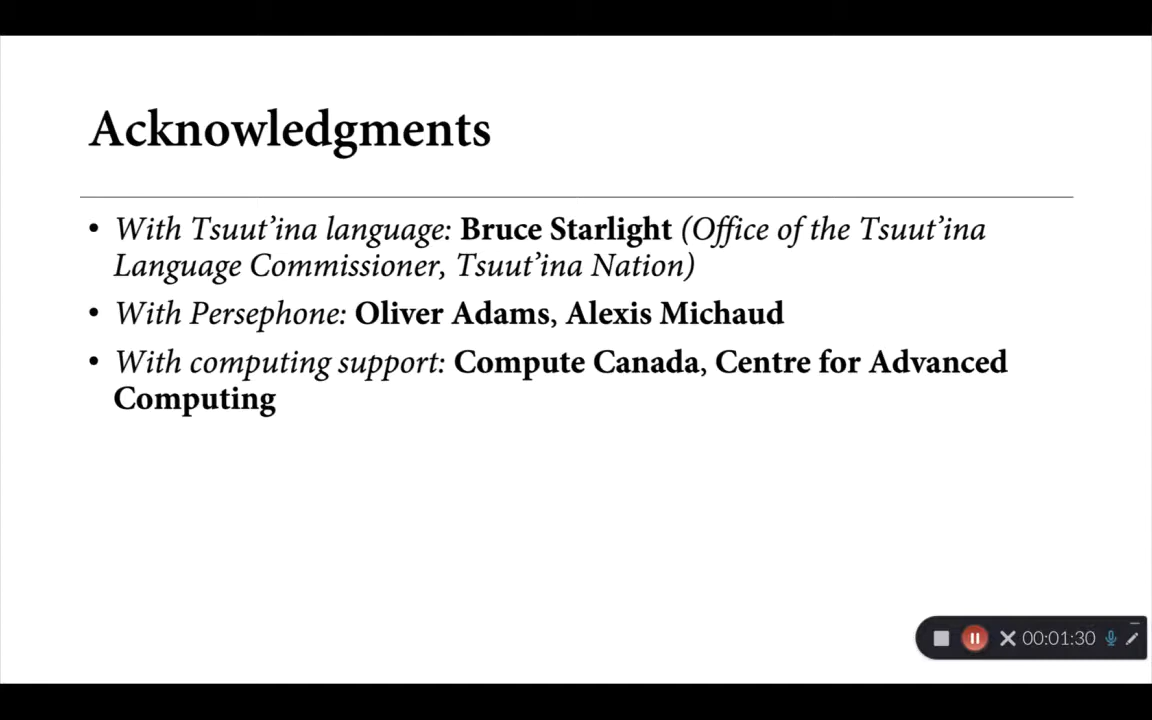 Acknowledgments
• With Tsuut’ina language: Bruce Starlight (Office of the Tsuut’ina
Language Commissioner, Tsuut’ina Nation)
• With Persephone: Oliver Adams, Alexis Michaud
• With computing support: Compute Canada, Centre for Advanced
Computing
00:01:30